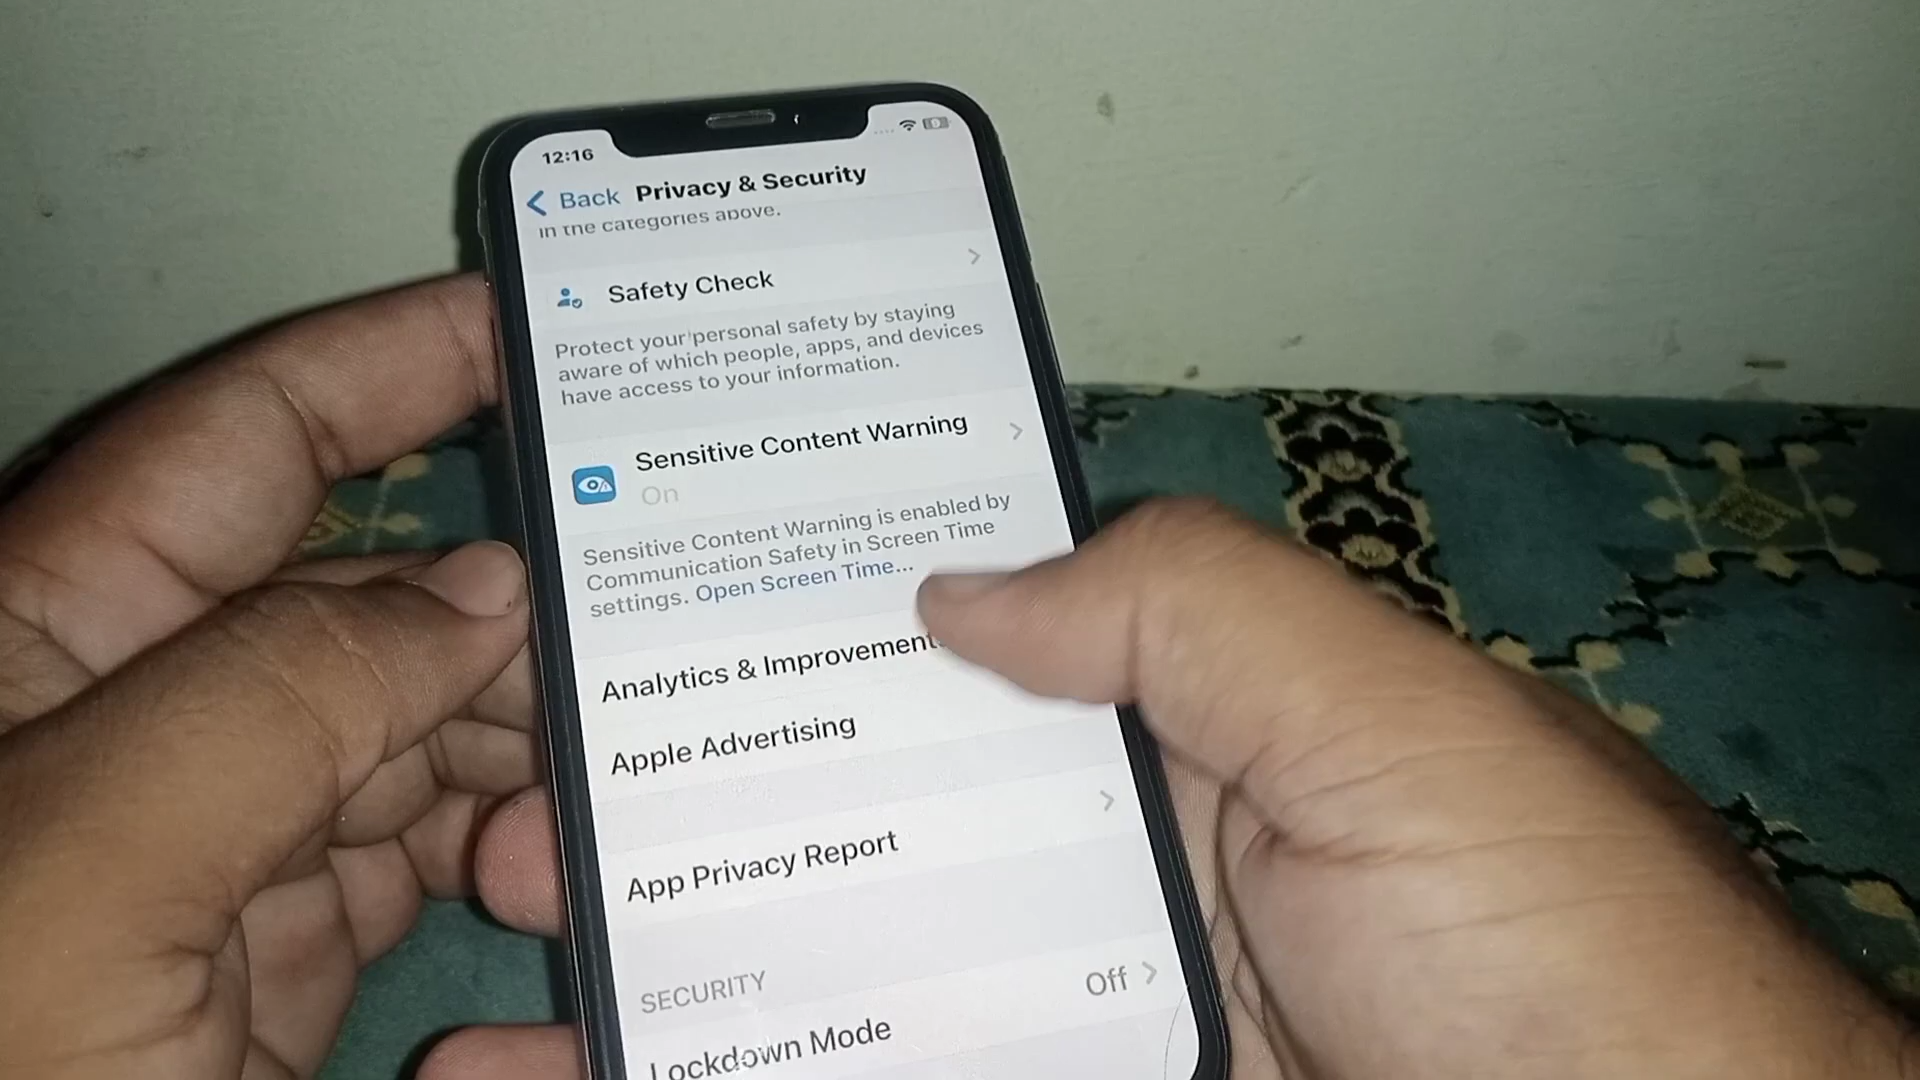 12:16
Back Privacy & Security
in the categories above.
Safety Check
Protect your personal safety by staying
aware of which people, apps, and devices
have access to your information.
Sensitive Content Warning
On
Sensitive Content Warning is enabled by
Communication Safety in Screen Time
settings. Open Screen Time...
Analytics & Improvement
Apple Advertising
App Privacy Report
SECURITY
Off
Lockdown Mode